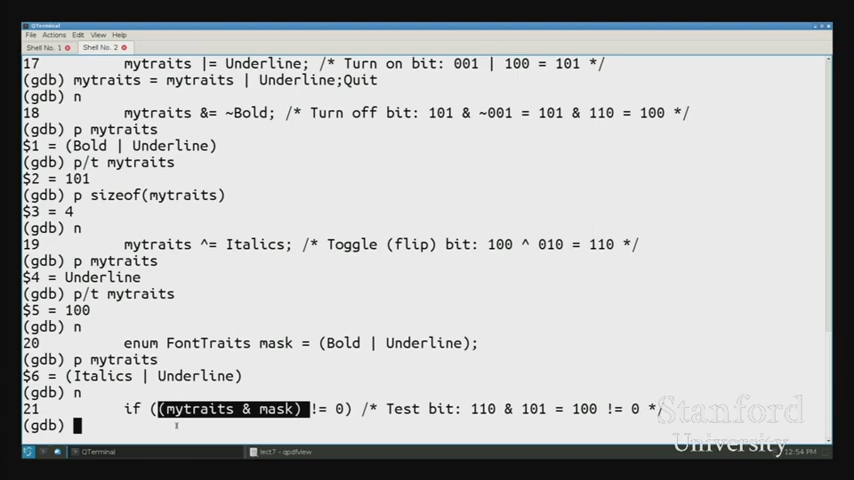 QTerminal
File Actions Edit View Help
Shell No. 1 Shell No. 2
17 mytraits |= Underline; /* Turn on bit: 001 | 100 = 101 */
(gdb) mytraits = mytraits | Underline;Quit
(gdb) n
18 mytraits &= ~Bold; /* Turn off bit: 101 & ~001 = 101 & 110 = 100 */
(gdb) p mytraits
$1 = (Bold | Underline)
(gdb) p/t mytraits
$2 = 101
(gdb) p sizeof(mytraits)
$3 = 4
(gdb) n
19 mytraits ^= Italics; /* Toggle (flip) bit: 100 ^ 010 = 110 */
(gdb) p mytraits
$4 = Underline
(gdb) p/t mytraits
$5 = 100
(gdb) n
20 enum FontTraits mask = (Bold | Underline);
(gdb) p mytraits
$6 = (Italics | Underline)
(gdb) n
21 if ((mytraits & mask) != 0) /* Test bit: 110 & 101 = 100 != 0 */
(gdb)
Stanford
University
QTerminal lect7 - qpdfview 12:54 PM